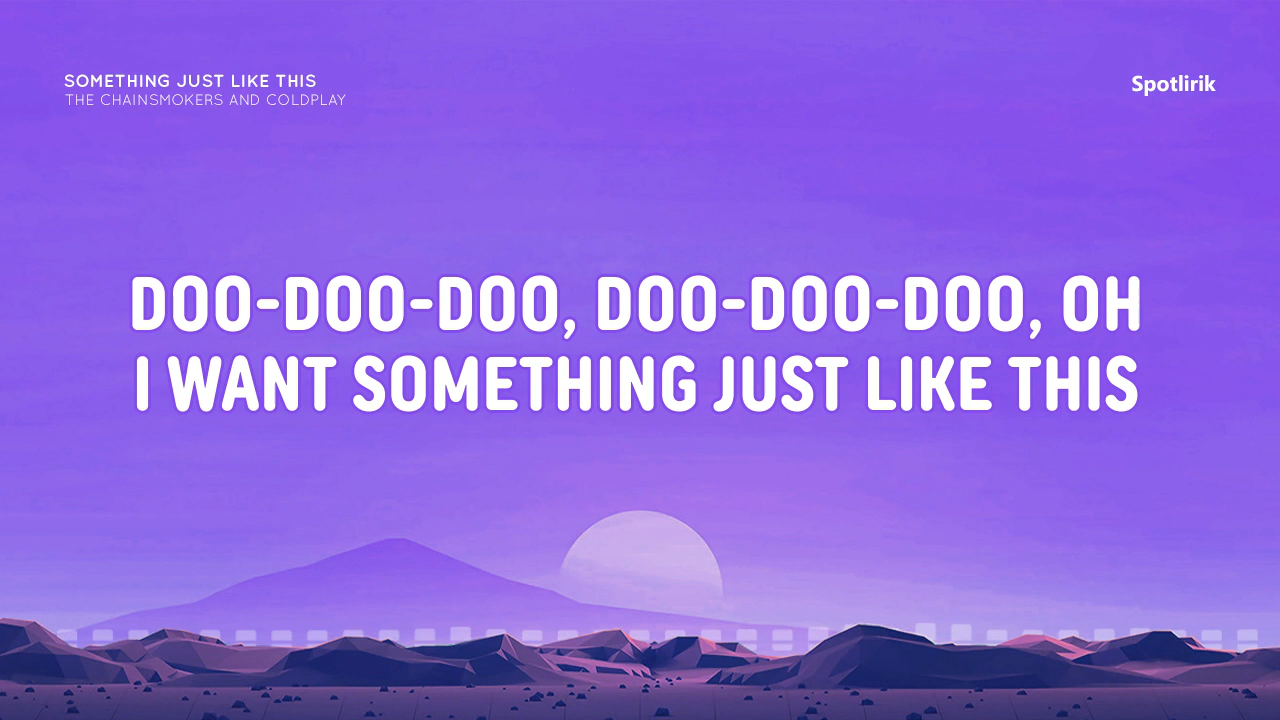 SOMETHING JUST LIKE THIS
THE CHAINSMOKERS AND COLDPLAY
Spotlirik
DOO-DOO-DOO, DOO-DOO-DOO, OH
I WANT SOMETHING JUST LIKE THIS